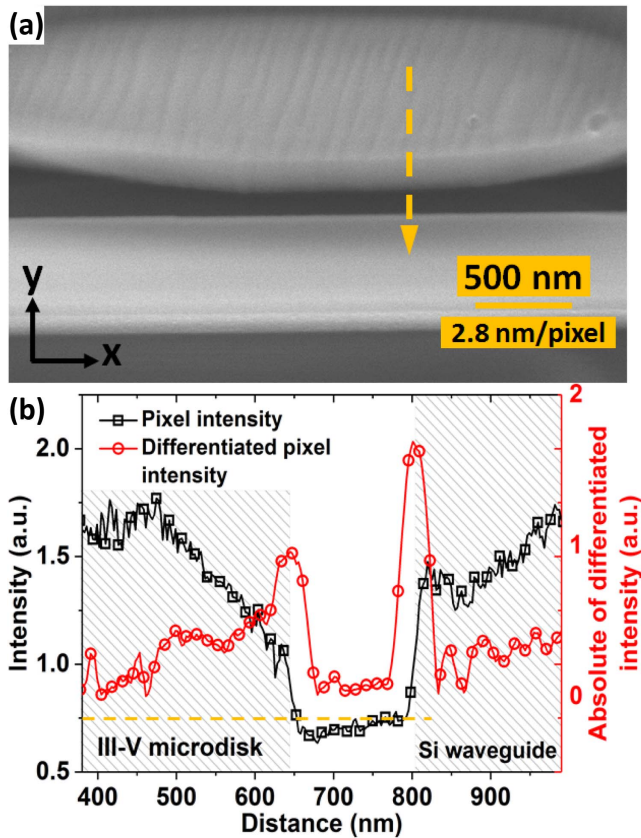 (a)
y
x
500 nm
2.8 nm/pixel
(b)
Pixel intensity
Differentiated pixel
intensity
2.0
1.5
1.0
0.5
Intensity (a.u.)
2
1
0
Absolute of differentiated
intensity (a.u.)
III-V microdisk
Si waveguide
400
500
600
700
800
900
Distance (nm)